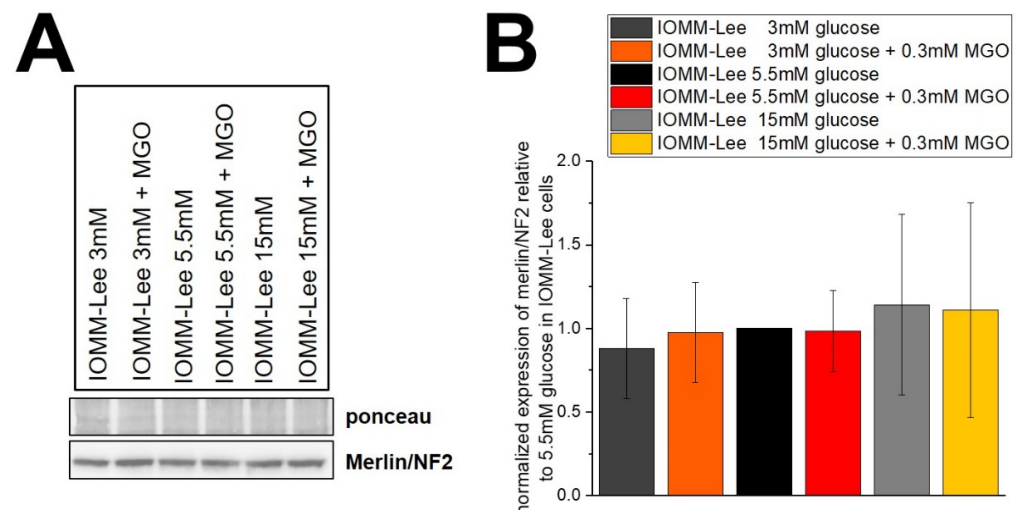 A
IOMM-Lee 3mM
IOMM-Lee 3mM + MGO
IOMM-Lee 5.5mM
IOMM-Lee 5.5mM + MGO
IOMM-Lee 15mM
IOMM-Lee 15mM + MGO
ponceau
Merlin/NF2
B
IOMM-Lee 3mM glucose
IOMM-Lee 3mM glucose + 0.3mM MGO
IOMM-Lee 5.5mM glucose
IOMM-Lee 5.5mM glucose + 0.3mM MGO
IOMM-Lee 15mM glucose
IOMM-Lee 15mM glucose + 0.3mM MGO
normalized expression of merlin/NF2 relative
to 5.5mM glucose in IOMM-Lee cells
2.0
1.5
1.0
0.5
0.0